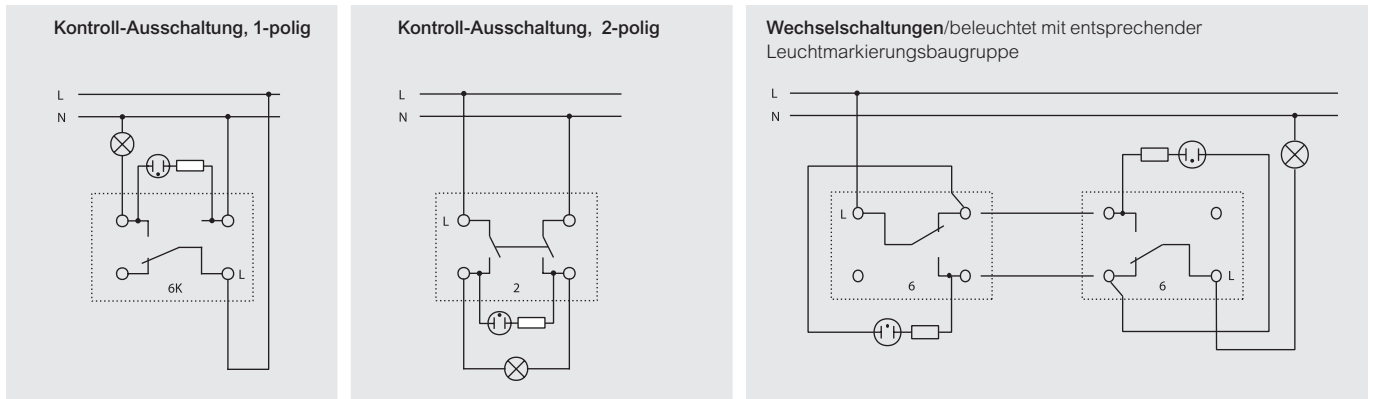 Kontroll-Ausschaltung, 1-polig
L
N
L
6K
Kontroll-Ausschaltung, 2-polig
L
N
L
2
Wechselschaltungen/beleuchtet mit entsprechender
Leuchtmarkierungsbaugruppe
L
N
L
6
L
6